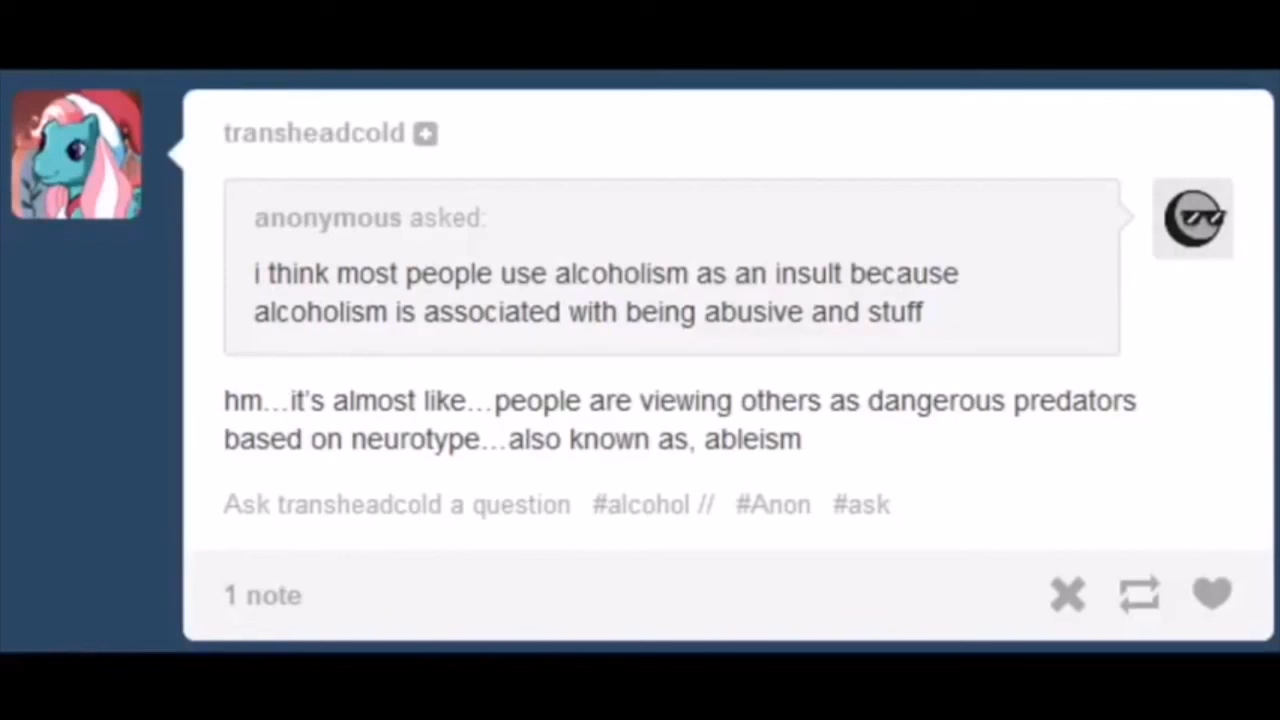 transheadcold
anonymous asked:
i think most people use alcoholism as an insult because
alcoholism is associated with being abusive and stuff
hm...it's almost like...people are viewing others as dangerous predators
based on neurotype...also known as, ableism
Ask transheadcold a question #alcohol // #Anon #ask
1 note